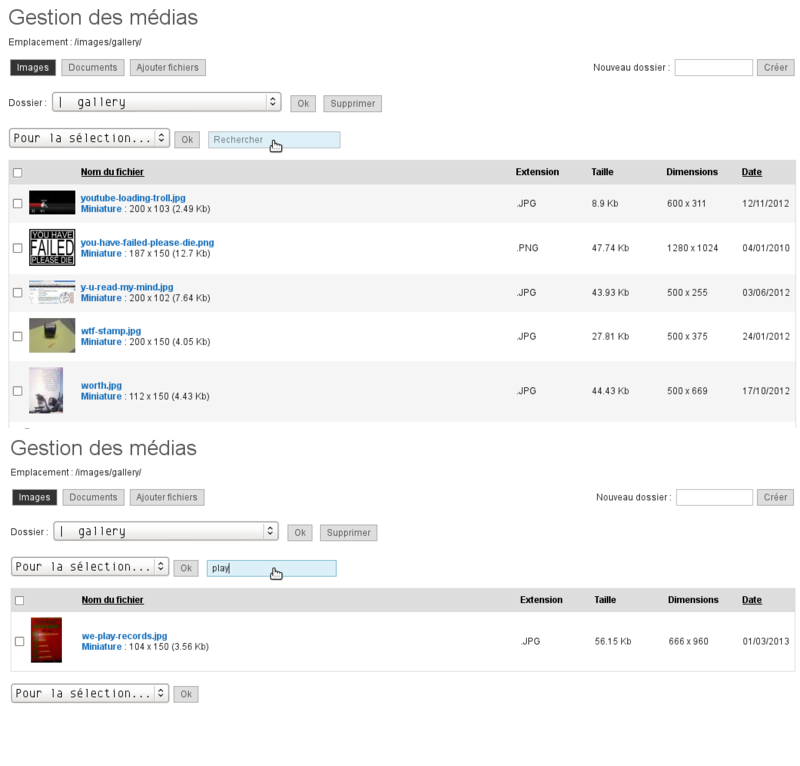 Gestion des médias
Emplacement : /images/gallery/
Images Documents Ajouter fichiers Nouveau dossier : Créer
Dossier : | gallery Ok Supprimer
Pour la sélection... Ok Rechercher
Nom du fichier Extension Taille Dimensions Date
youtube-loading-troll.jpg
Miniature : 200 x 103 (2.49 Kb) .JPG 8.9 Kb 600 x 311 12/11/2012
YOU HAVE
FAILED
PLEASE DIE
you-have-failed-please-die.png
Miniature : 187 x 150 (12.7 Kb) .PNG 47.74 Kb 1280 x 1024 04/01/2010
y-u-read-my-mind.jpg
Miniature : 200 x 102 (7.64 Kb) .JPG 43.93 Kb 500 x 255 03/06/2012
wtf-stamp.jpg
Miniature : 200 x 150 (4.05 Kb) .JPG 27.81 Kb 500 x 375 24/01/2012
worth.jpg
Miniature : 112 x 150 (4.43 Kb) .JPG 44.43 Kb 500 x 669 17/10/2012
Gestion des médias
Emplacement : /images/gallery/
Images Documents Ajouter fichiers Nouveau dossier : Créer
Dossier : | gallery Ok Supprimer
Pour la sélection... Ok play
Nom du fichier Extension Taille Dimensions Date
we-play-records.jpg
Miniature : 104 x 150 (3.56 Kb) .JPG 56.15 Kb 666 x 960 01/03/2013
Pour la sélection... Ok